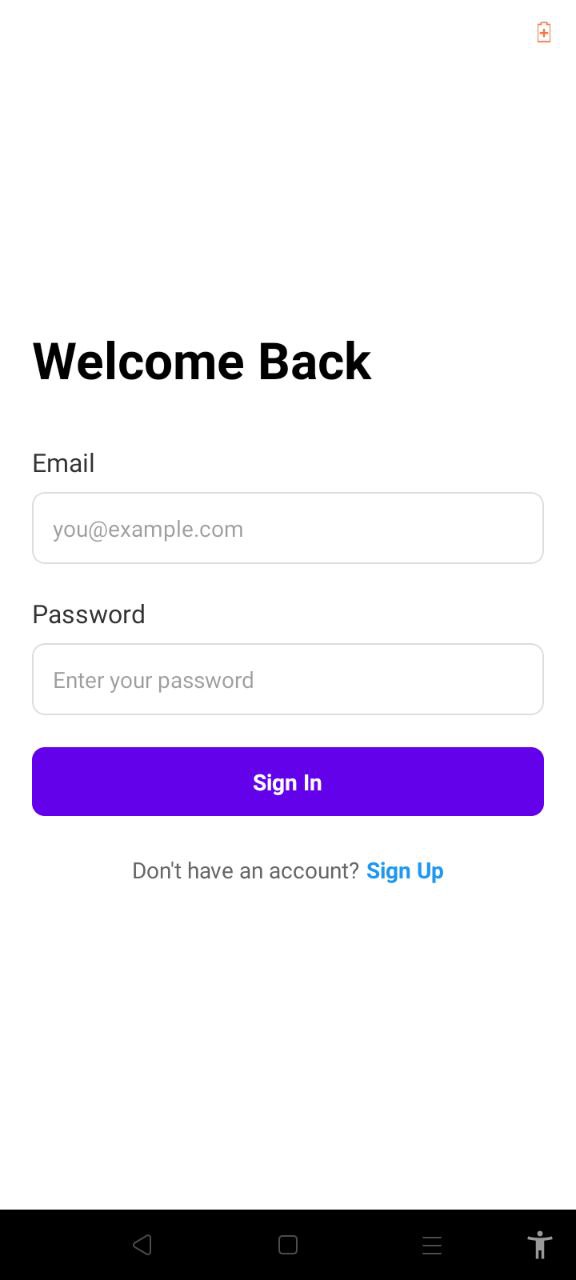 Welcome Back
Email
you@example.com
Password
Enter your password
Sign In
Don't have an account? Sign Up